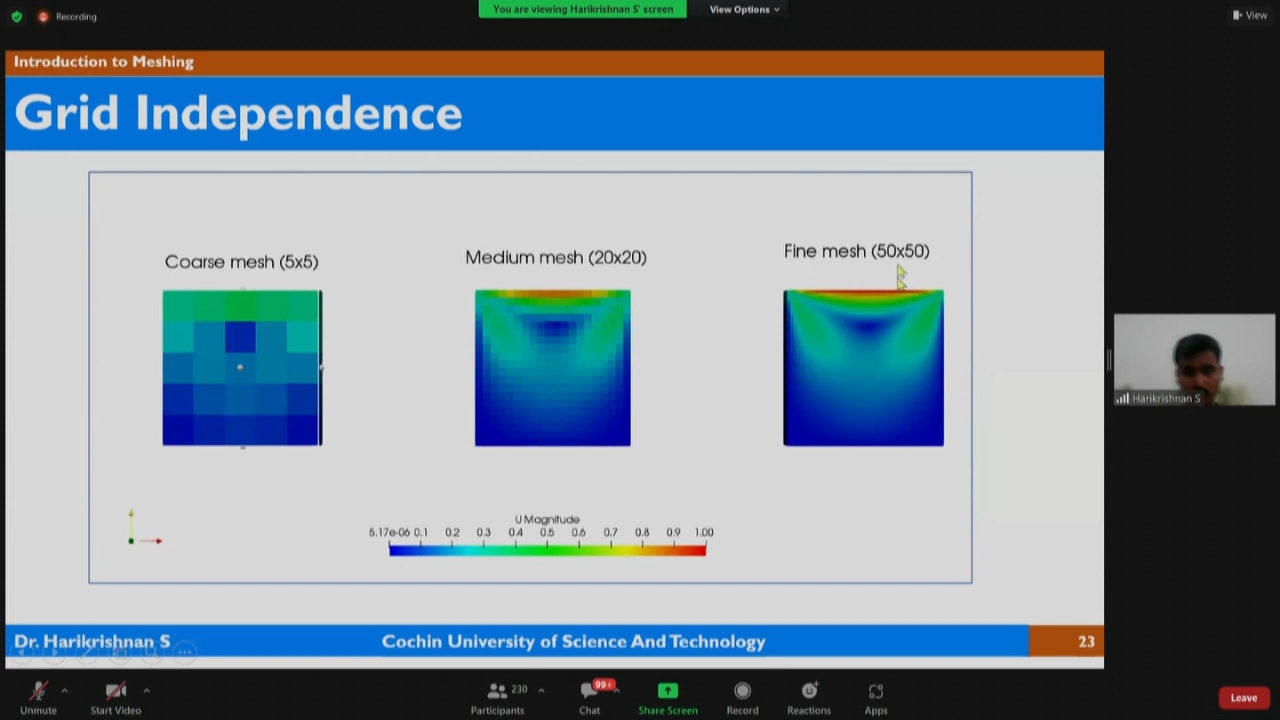 Recording
You are viewing Harikrishnan S' screen
View Options
View
Introduction to Meshing
Grid Independence
Coarse mesh (5x5)
Medium mesh (20x20)
Fine mesh (50x50)
U Magnitude
5.17e-06 0.1 0.2 0.3 0.4 0.5 0.6 0.7 0.8 0.9 1.00
Harikrishnan S
Dr. Harikrishnan S
Cochin University of Science And Technology
23
Unmute
Start Video
230
Participants
99+
Chat
Share Screen
Record
Reactions
Apps
Leave